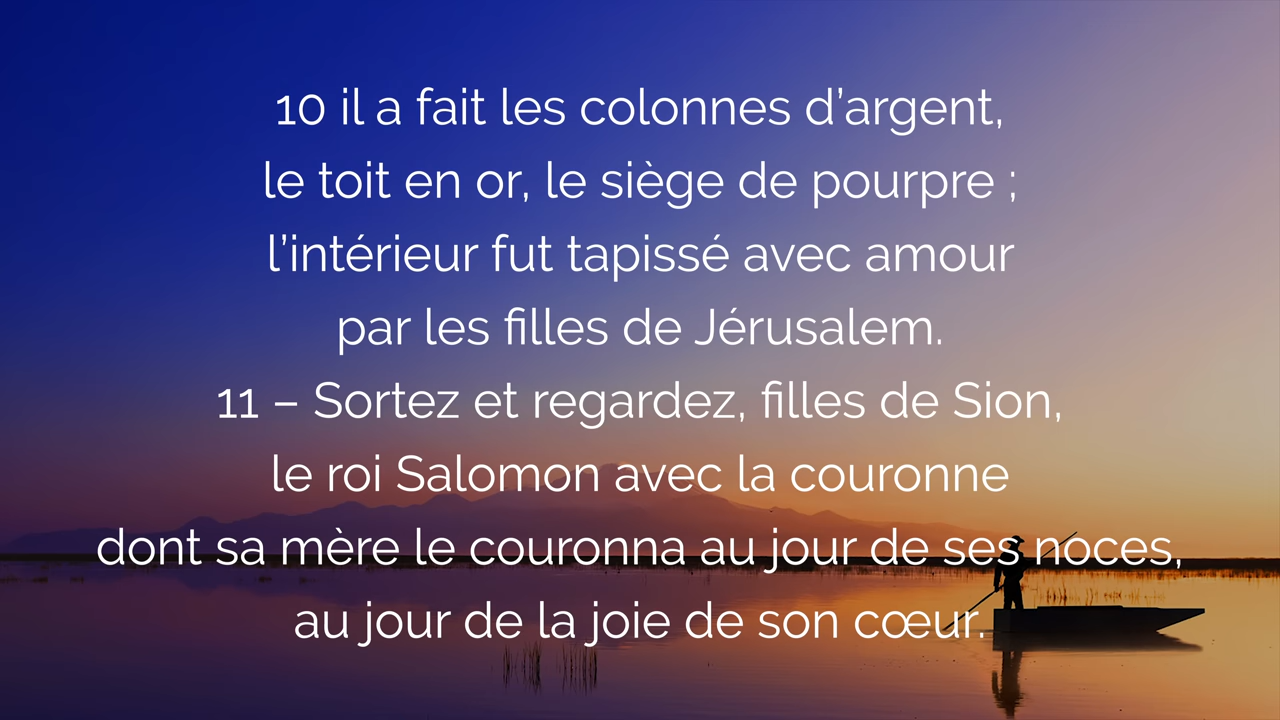 10 il a fait les colonnes d’argent,
le toit en or, le siège de pourpre ;
l’intérieur fut tapissé avec amour
par les filles de Jérusalem.
11 – Sortez et regardez, filles de Sion,
le roi Salomon avec la couronne
dont sa mère le couronna au jour de ses noces,
au jour de la joie de son cœur.